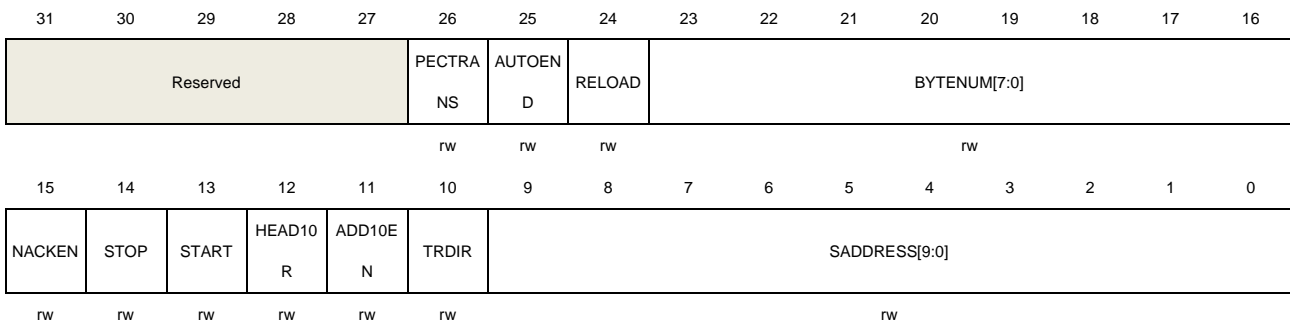 31 30 29 28 27 26 25 24 23 22 21 20 19 18 17 16
Reserved PECTRA AUTOEN RELOAD BYTENUM[7:0]
NS D
rw rw rw rw
15 14 13 12 11 10 9 8 7 6 5 4 3 2 1 0
NACKEN STOP START HEAD10 ADD10E TRDIR SADDRESS[9:0]
R N
rw rw rw rw rw rw rw